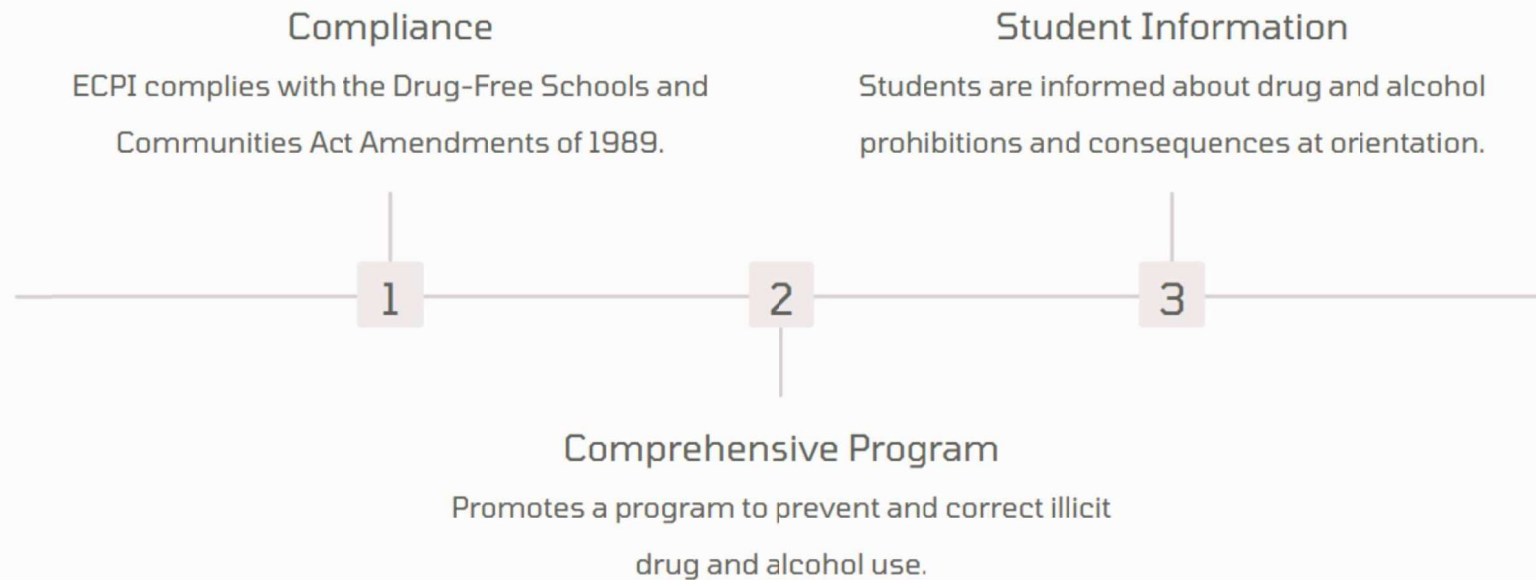 Compliance
ECPI complies with the Drug-Free Schools and
Communities Act Amendments of 1989.
Student Information
Students are informed about drug and alcohol
prohibitions and consequences at orientation.
1
2
3
Comprehensive Program
Promotes a program to prevent and correct illicit
drug and alcohol use.